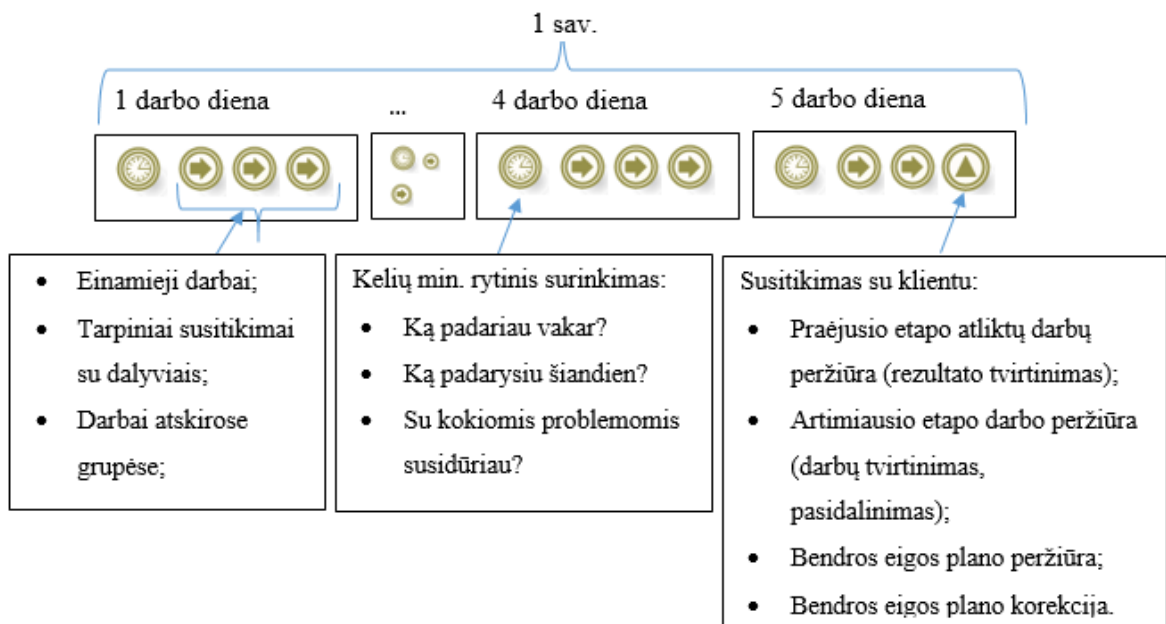 1 sav.
1 darbo diena
...
4 darbo diena
5 darbo diena
• Einamieji darbai;
• Tarpiniai susitikimai
su dalyviais;
• Darbai atskirose
grupėse;
Kelių min. rytinis surinkimas:
• Ką padariau vakar?
• Ką padarysiu šiandien?
• Su kokiomis problemomis
susidūriau?
Susitikimas su klientu:
• Praėjusio etapo atliktų darbų
peržiūra (rezultato tvirtinimas);
• Artimiausio etapo darbo peržiūra
(darbų tvirtinimas,
pasidalinimas);
• Bendros eigos plano peržiūra;
• Bendros eigos plano korekcija.